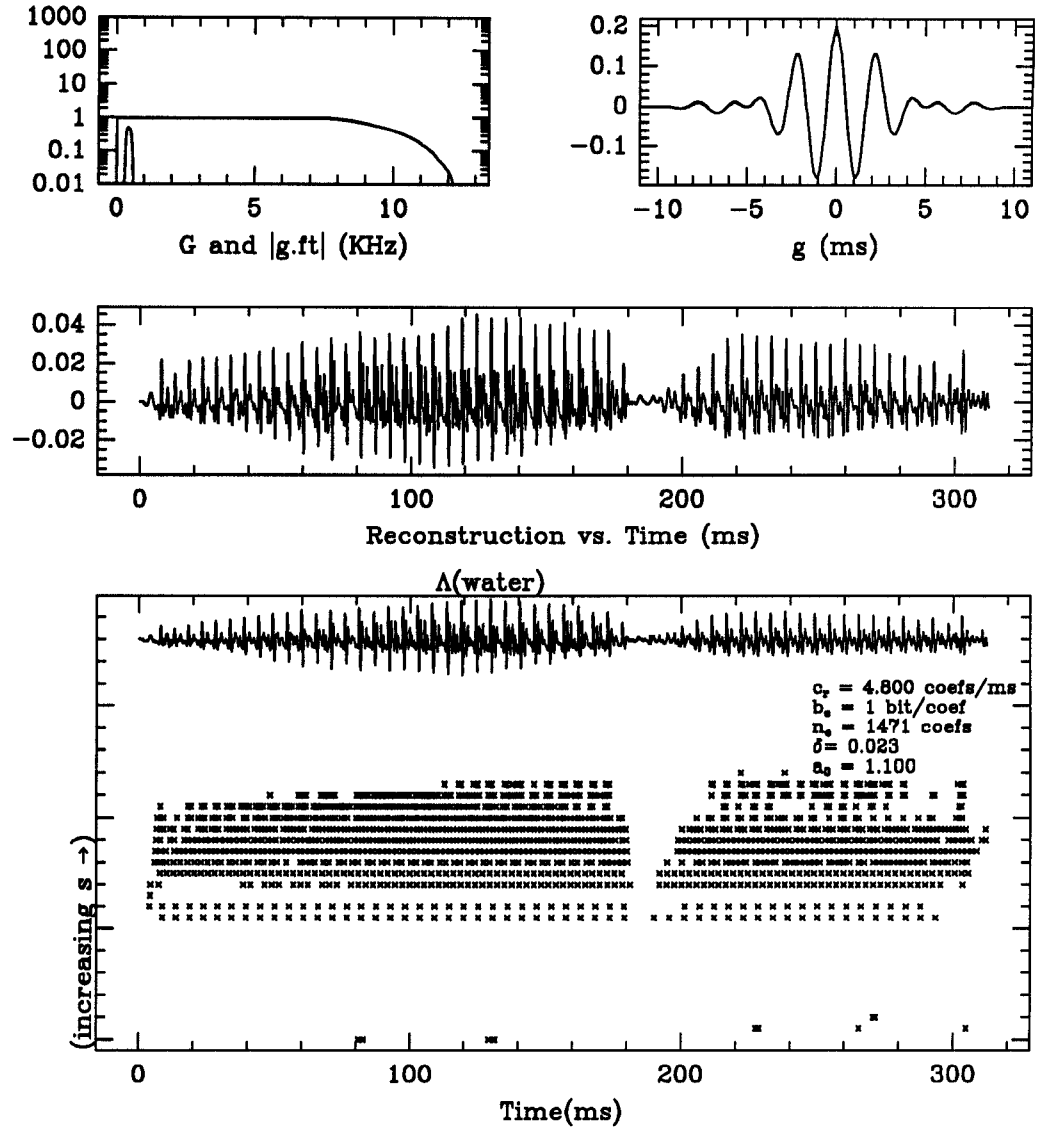 1000
100
10
1
0.1
0.01
0 5 10
G and |g.ft| (KHz)
0.2
0.1
0
−0.1
−10 −5 0 5 10
g (ms)
0.04
0.02
0
−0.02
0 100 200 300
Reconstruction vs. Time (ms)
Λ(water)
c_r = 4.800 coefs/ms
b_c = 1 bit/coef
n_c = 1471 coefs
δ= 0.023
a_0 = 1.100
(increasing s →)
0 100 200 300
Time(ms)